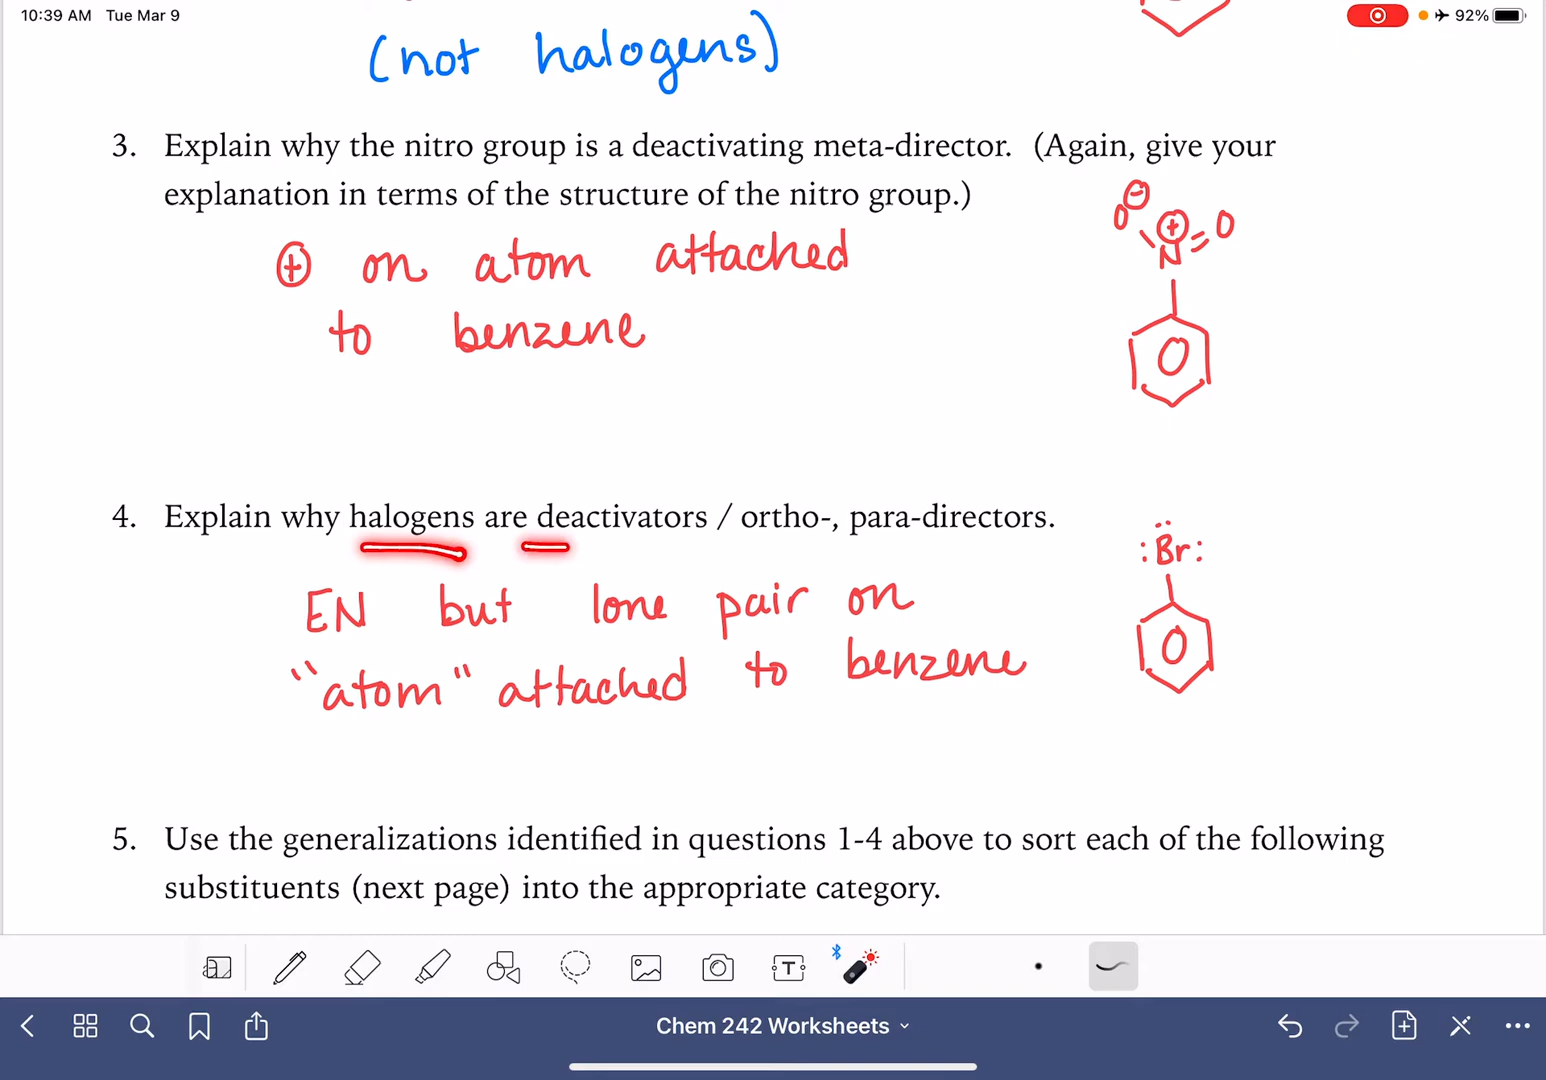 10:39 AM Tue Mar 9
92%
(not halogens)
3. Explain why the nitro group is a deactivating meta-director. (Again, give your
explanation in terms of the structure of the nitro group.)
⊕ on atom attached
to benzene
O ⊖ ⊕ N O
4. Explain why halogens are deactivators / ortho-, para-directors.
:Br:
EN but lone pair on
"atom" attached to benzene
5. Use the generalizations identified in questions 1-4 above to sort each of the following
substituents (next page) into the appropriate category.
T
Chem 242 Worksheets